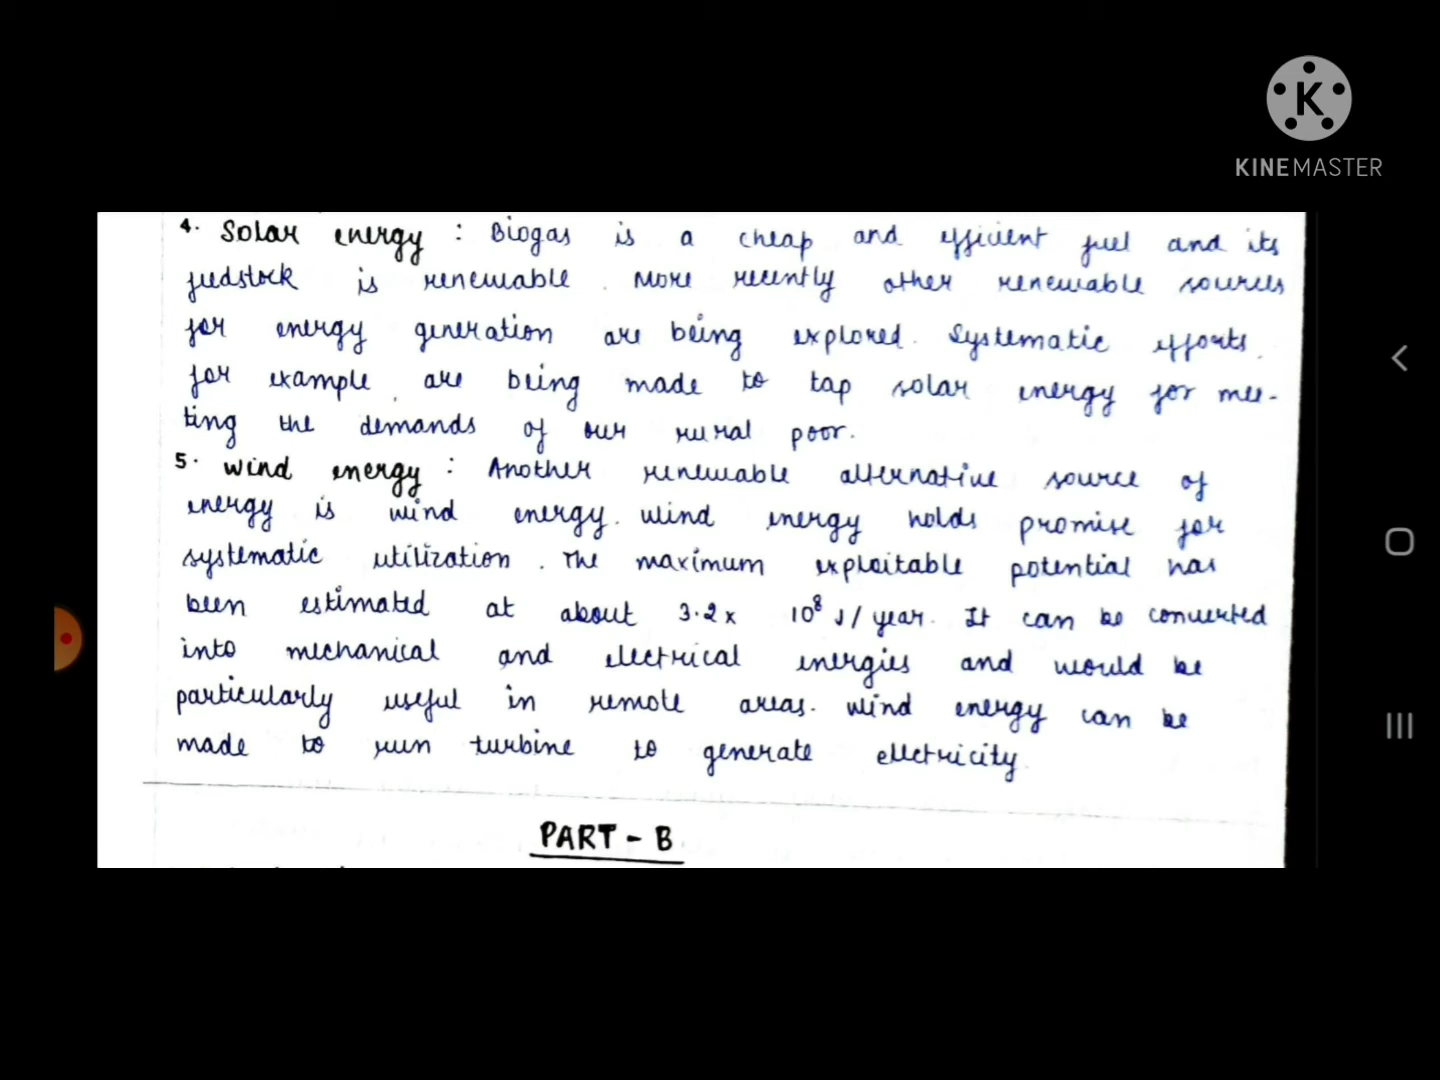 KINEMASTER
4. Solar energy : Biogas is a cheap and efficient fuel and its
feedstock is renewable. More recently other renewable sources
for energy generation are being explored. Systematic efforts,
for example, are being made to tap solar energy for mee-
ting the demands of our rural poor.
5. Wind energy : Another renewable alternative source of
energy is wind energy. Wind energy holds promise for
systematic utilization. The maximum exploitable potential has
been estimated at about 3.2 x 10⁸ J/year. It can be converted
into mechanical and electrical energies and would be
particularly useful in remote areas. Wind energy can be
made to run turbine to generate electricity.
PART - B